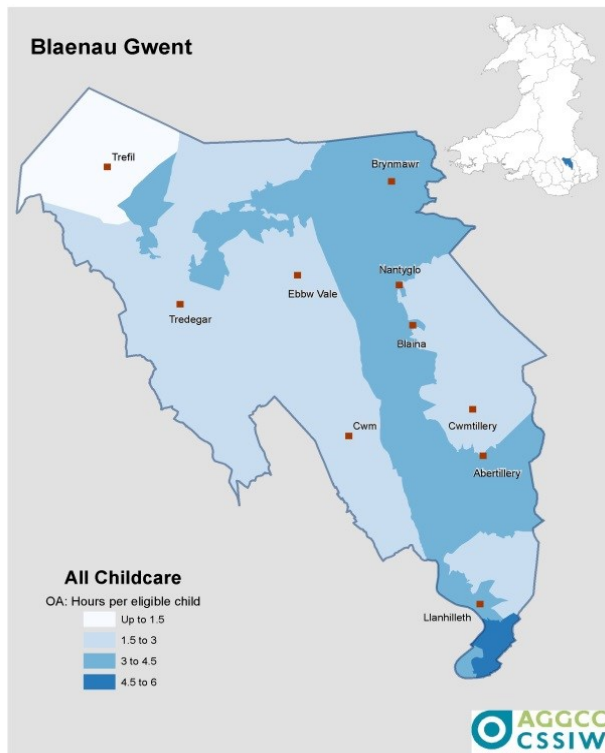 Blaenau Gwent
Trefil
Brynmawr
Nantyglo
Ebbw Vale
Tredegar
Blaina
Cwmtillery
Cwm
Abertillery
All Childcare
OA: Hours per eligible child
Up to 1.5
1.5 to 3
3 to 4.5
4.5 to 6
Llanhilleth
AGGCC
CSSIW